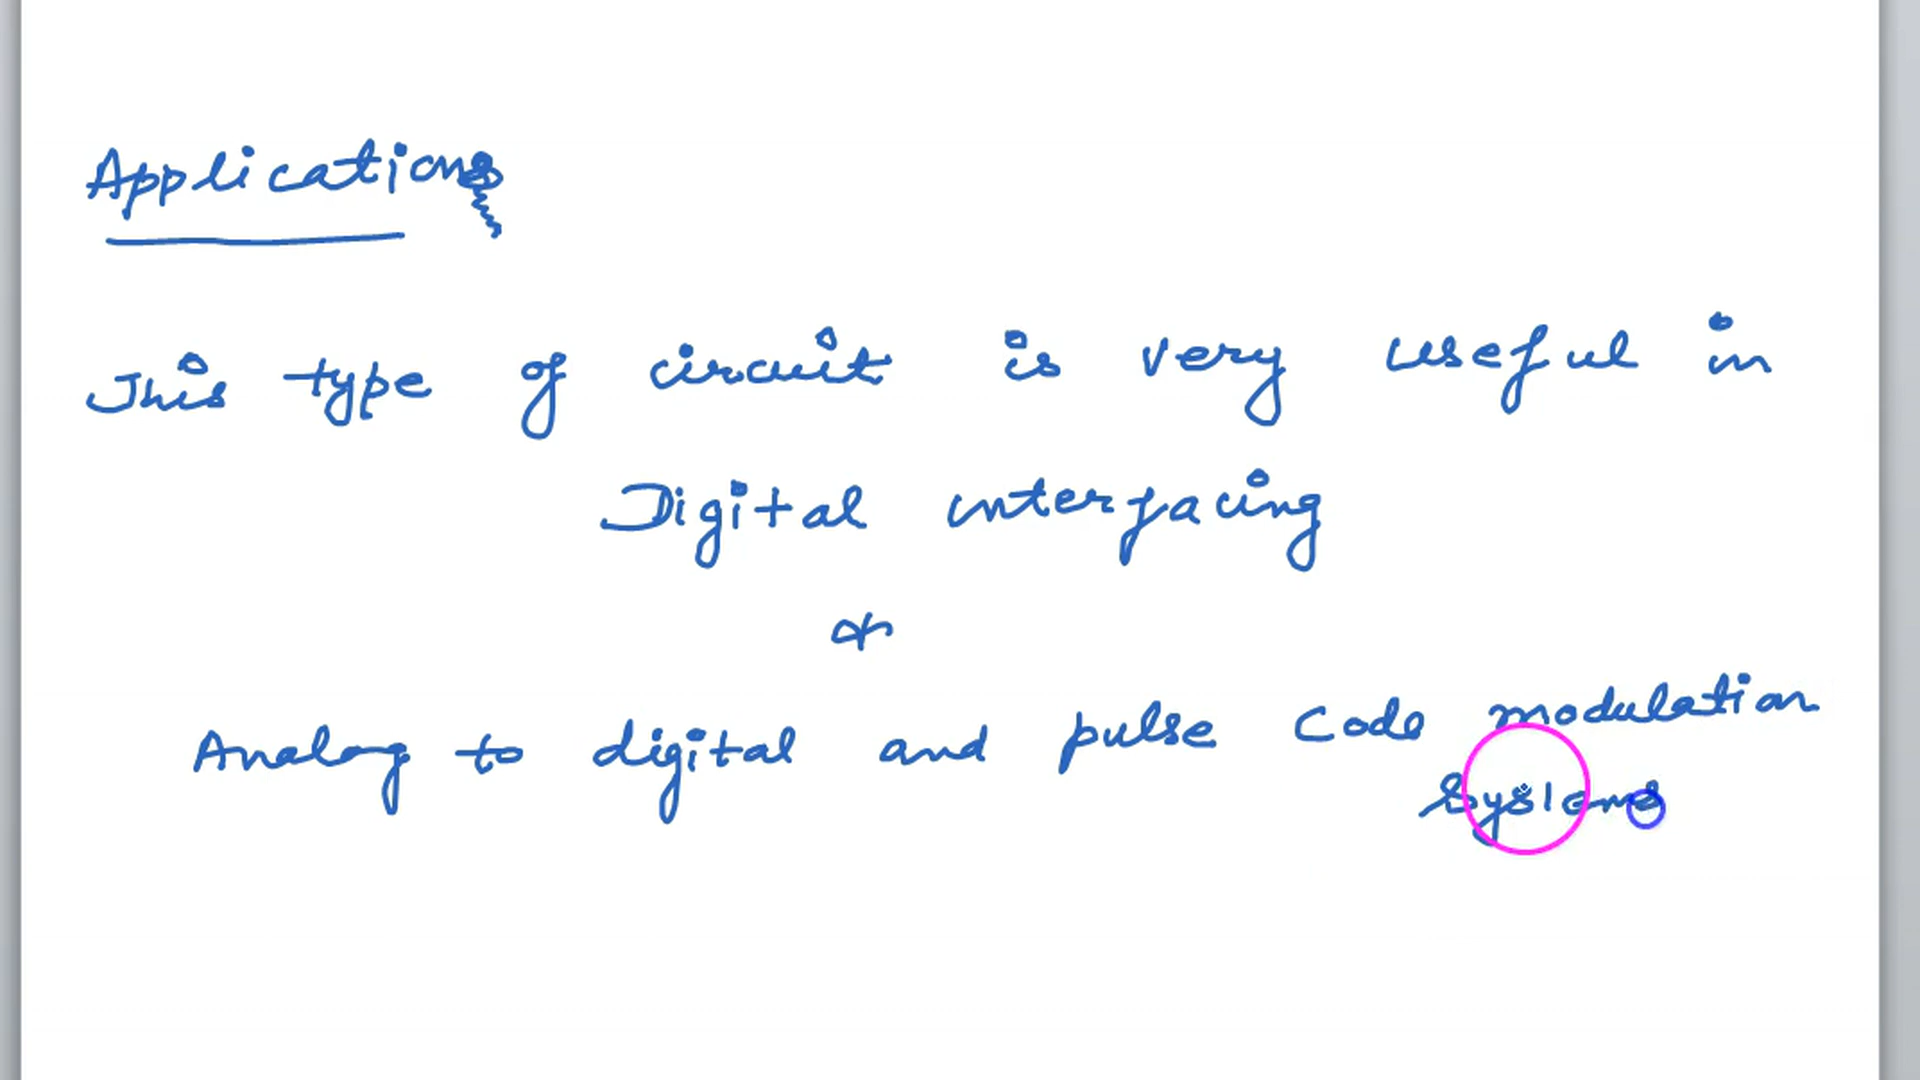 Applications
This type of circuit is very useful in
Digital interfacing
or
Analog to digital and pulse Code modulation
Systems